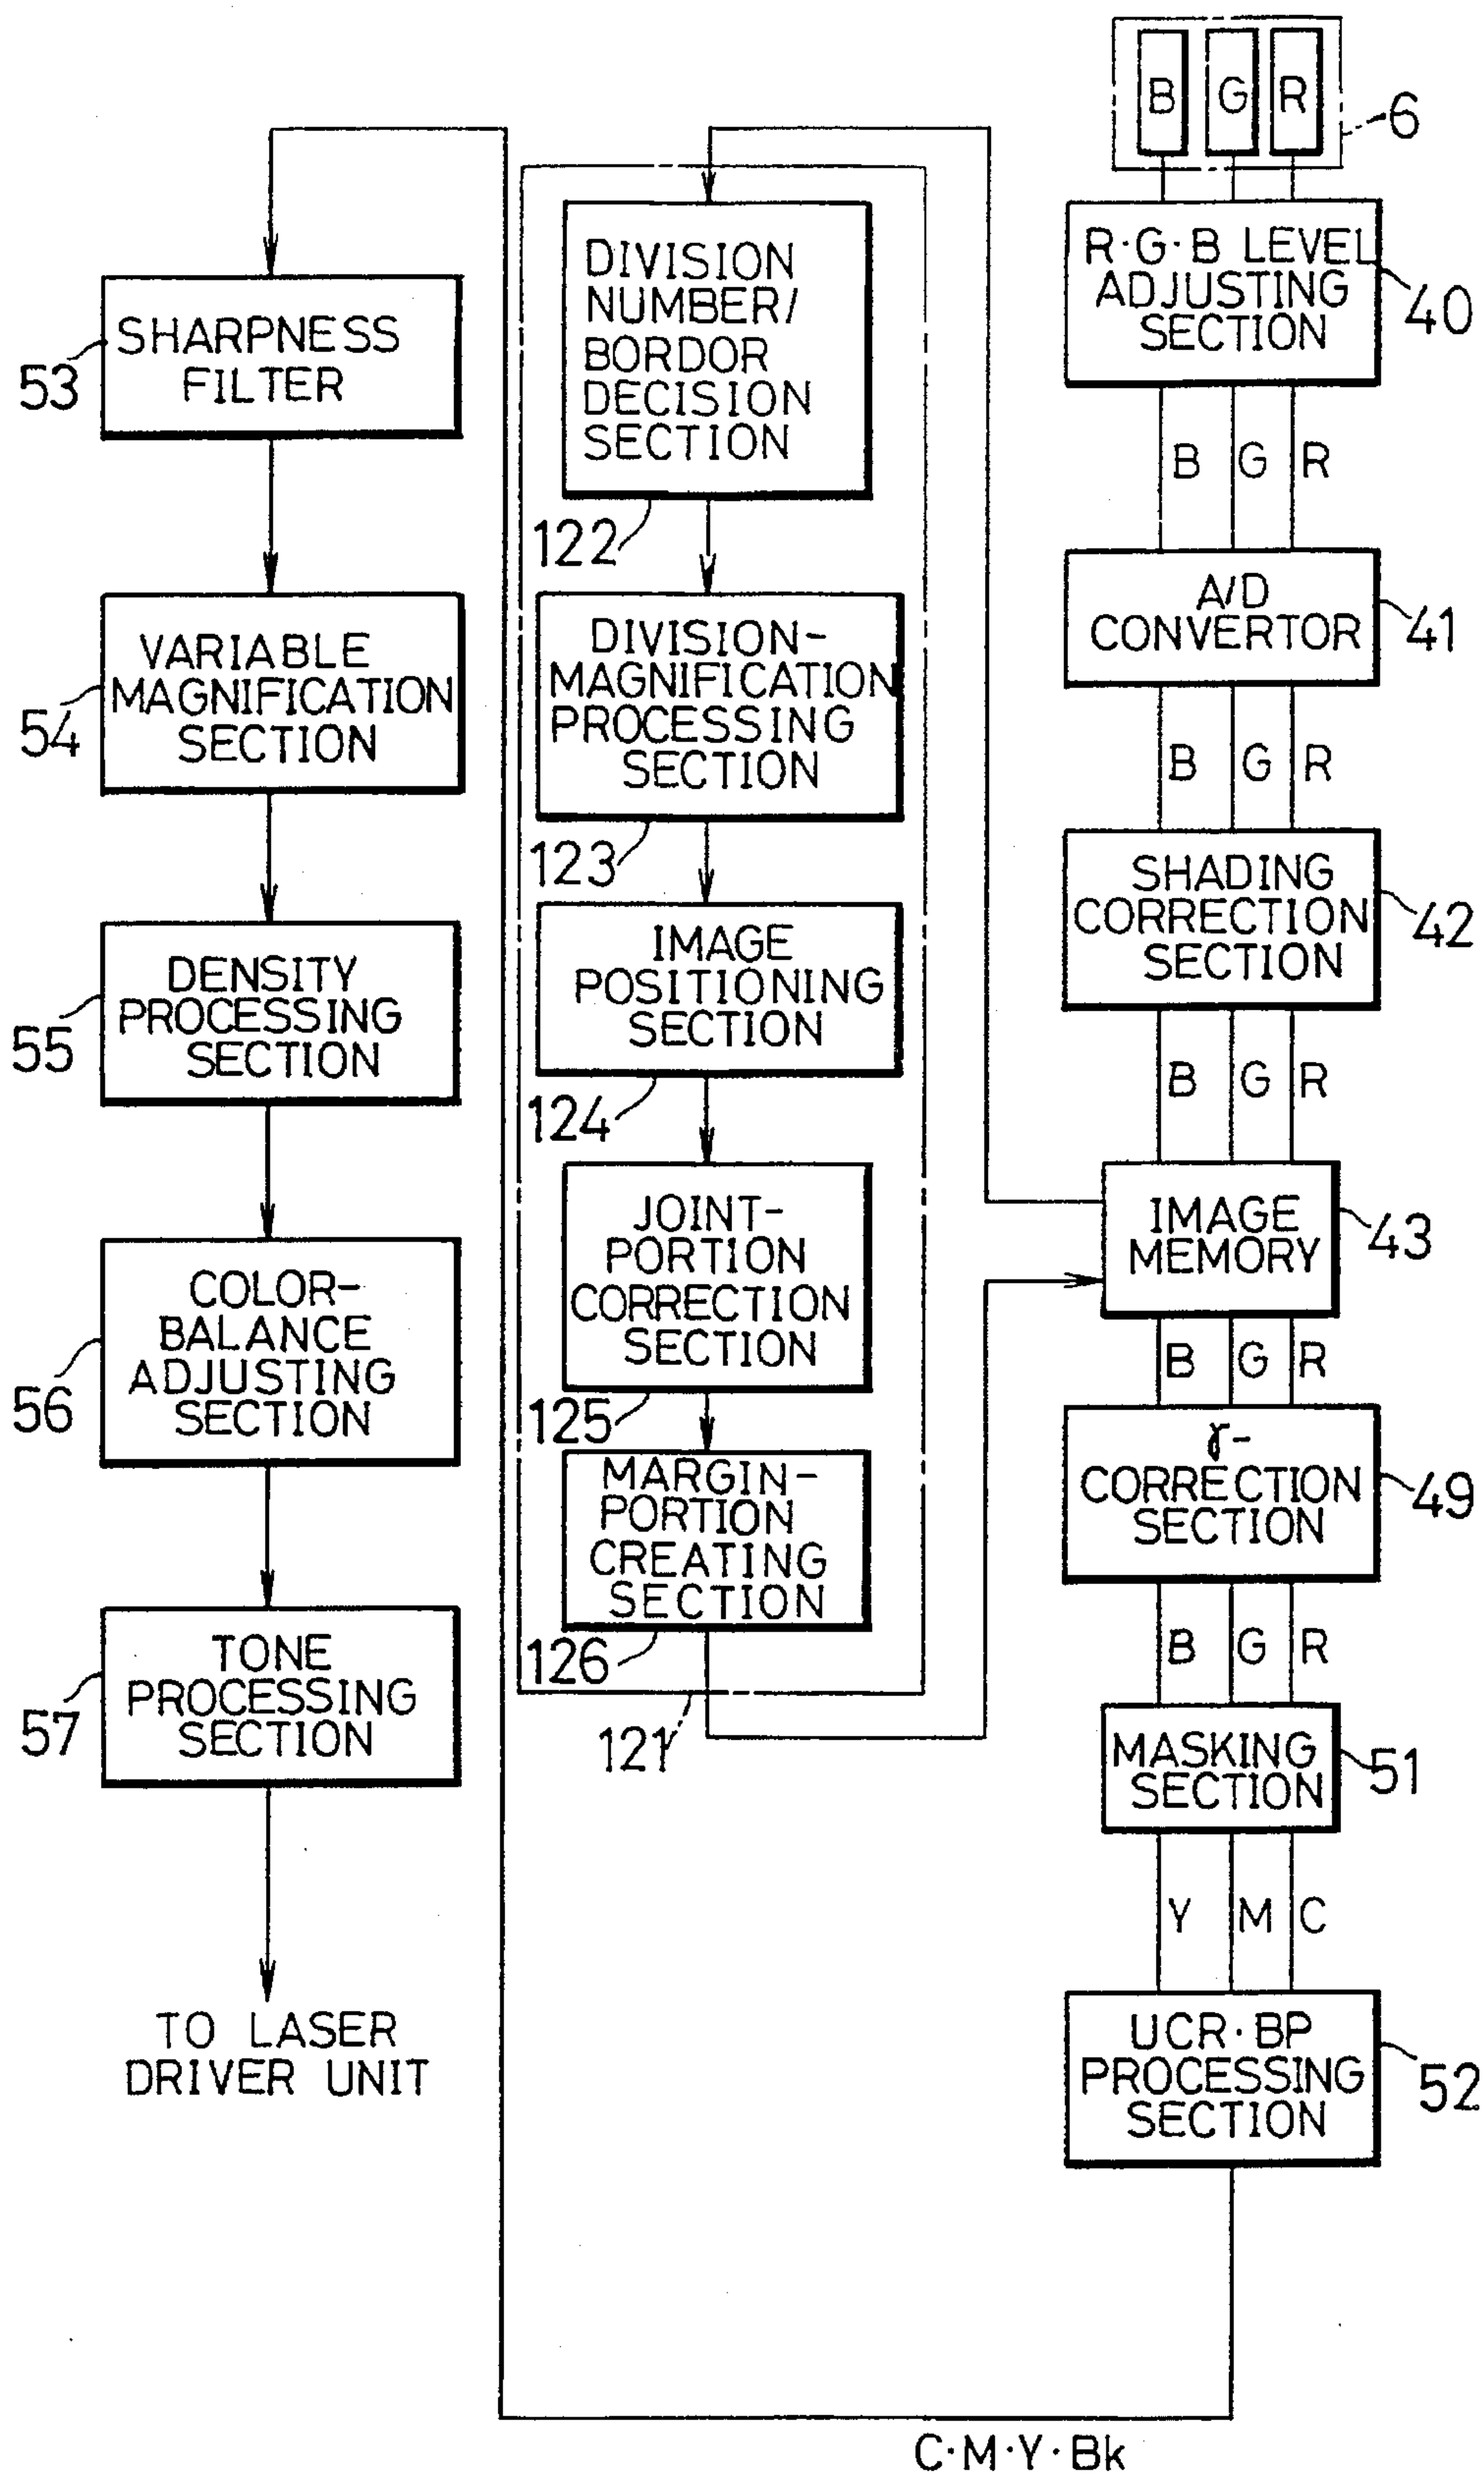 B G R
6
R·G·B LEVEL
ADJUSTING
SECTION
40
B G R
A/D
CONVERTOR
41
B G R
SHADING
CORRECTION
SECTION
42
B G R
IMAGE
MEMORY
43
B G R
γ-
CORRECTION
SECTION
49
B G R
MASKING
SECTION
51
Y M C
UCR·BP
PROCESSING
SECTION
52
C·M·Y·Bk
DIVISION
NUMBER/
BORDOR
DECISION
SECTION
122
DIVISION-
MAGNIFICATION
PROCESSING
SECTION
123
IMAGE
POSITIONING
SECTION
124
JOINT-
PORTION
CORRECTION
SECTION
125
MARGIN-
PORTION
CREATING
SECTION
126
121
SHARPNESS
FILTER
53
VARIABLE
MAGNIFICATION
SECTION
54
DENSITY
PROCESSING
SECTION
55
COLOR-
BALANCE
ADJUSTING
SECTION
56
TONE
PROCESSING
SECTION
57
TO LASER
DRIVER UNIT